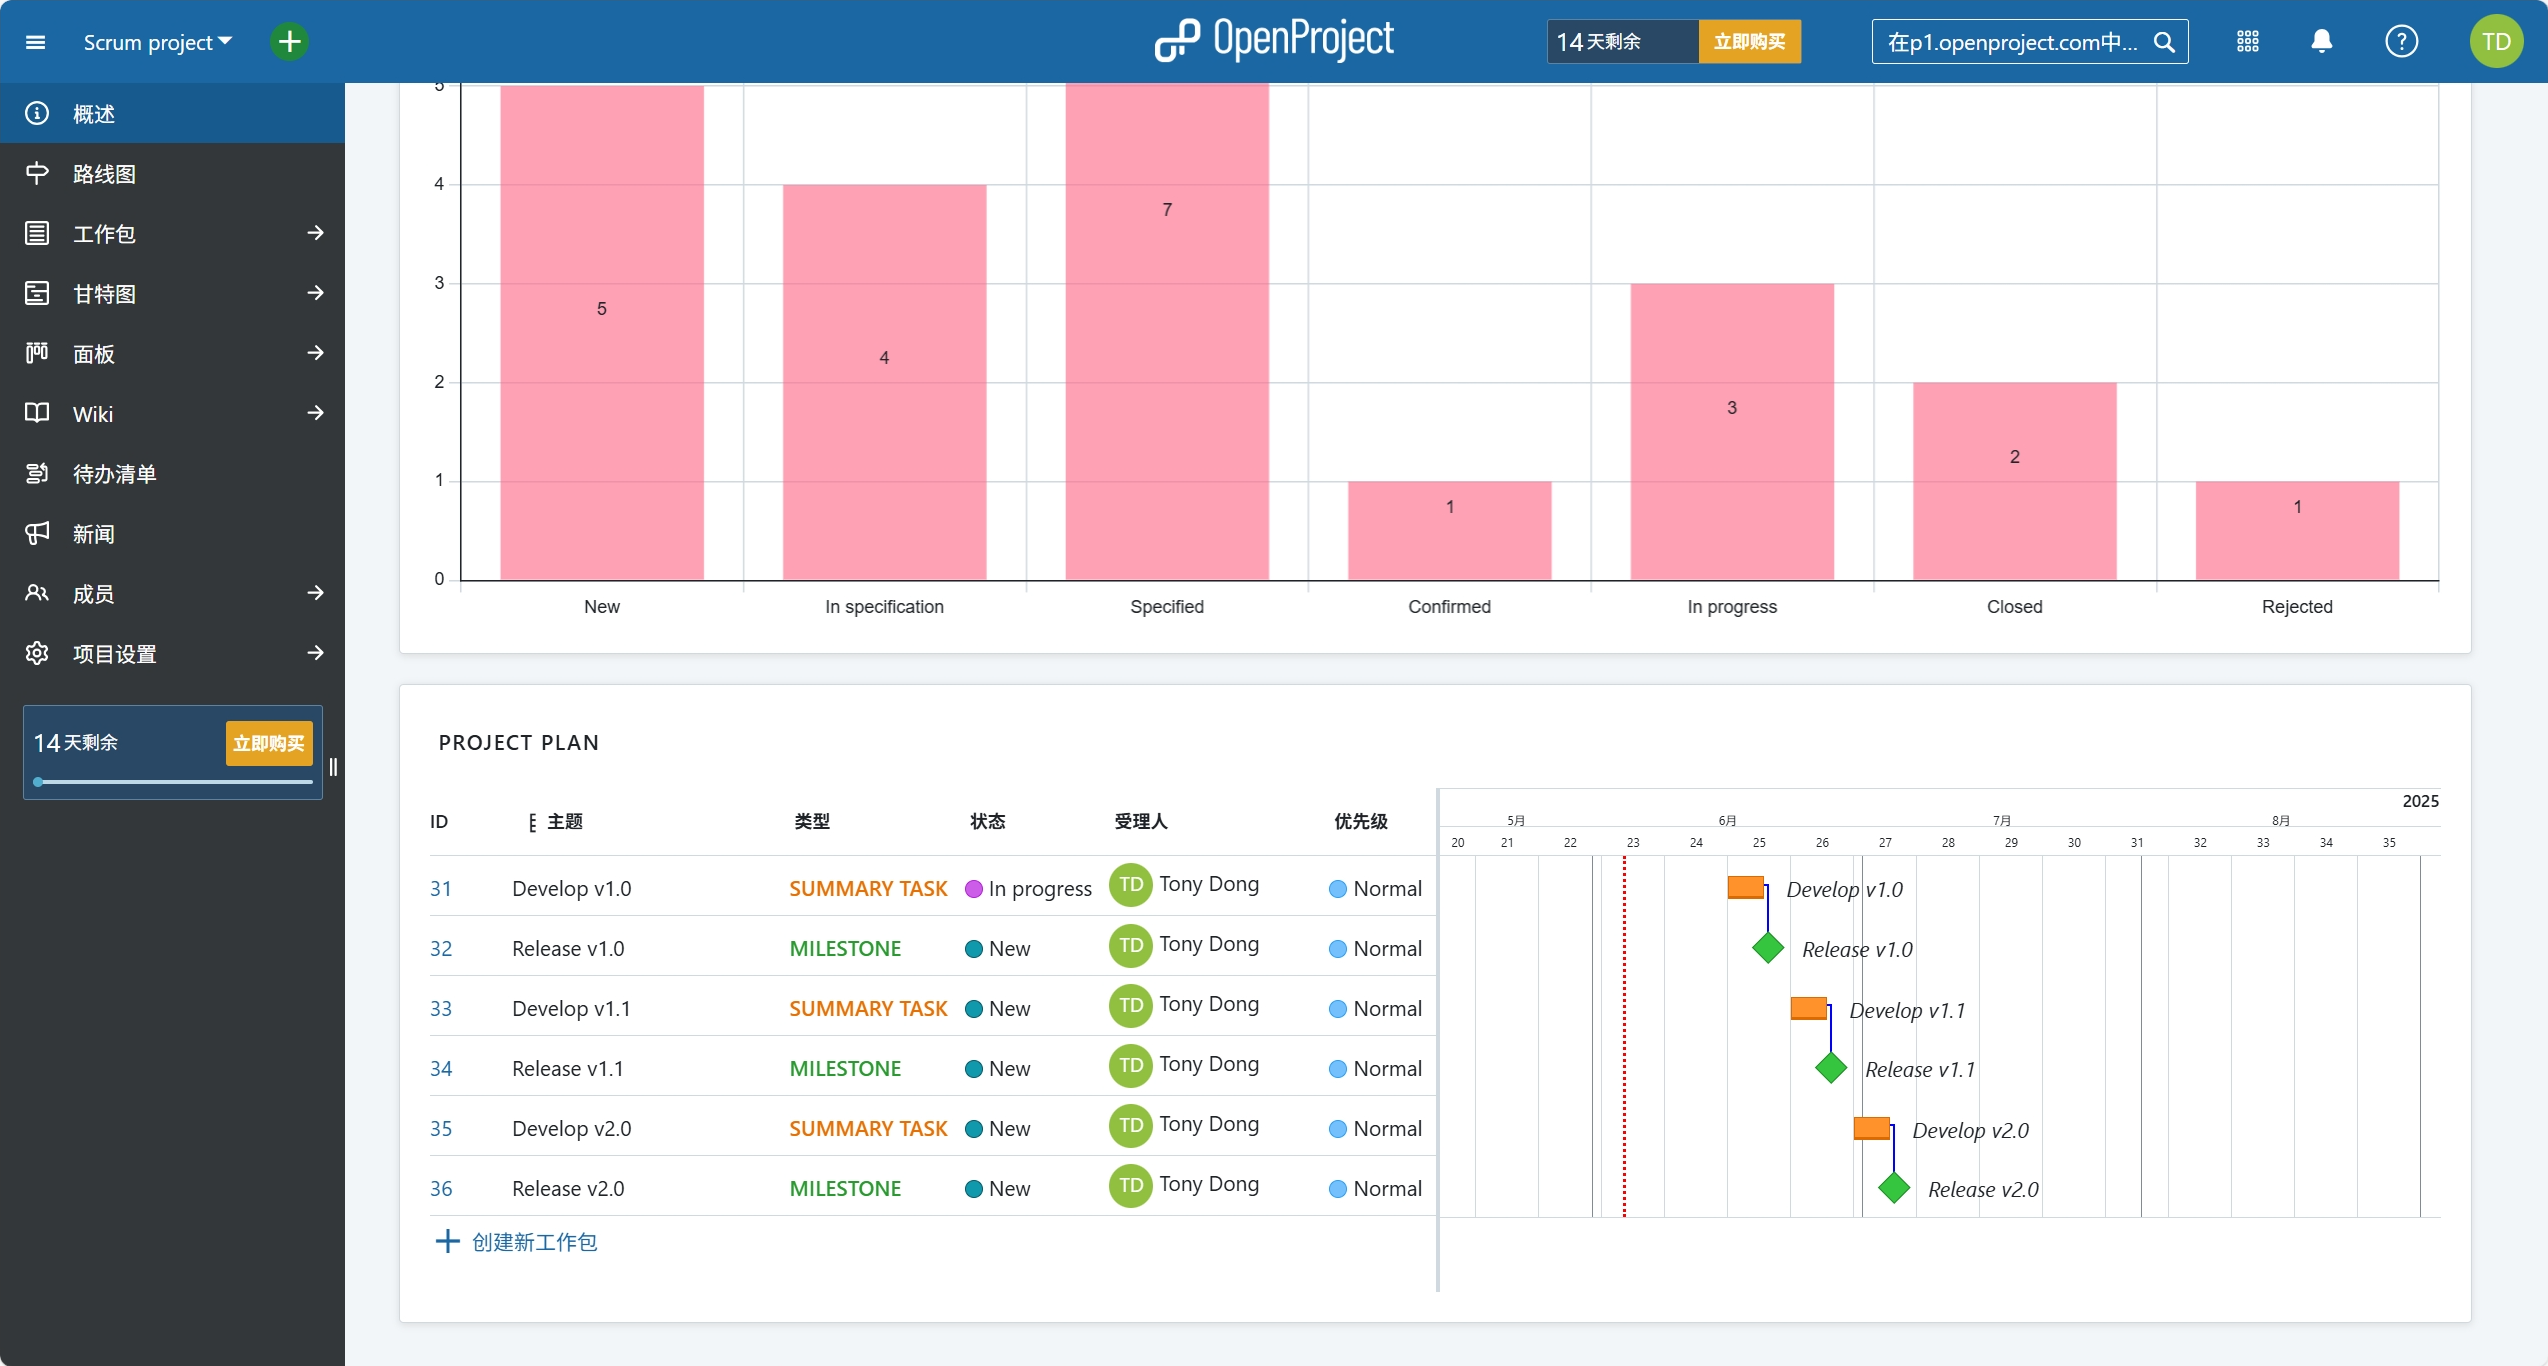 Scrum project
OpenProject
14 天剩余 立即购买
在p1.openproject.com中...
?
TD
概述
路线图
工作包
甘特图
面板
Wiki
待办清单
新闻
成员
项目设置
14 天剩余 立即购买
5
4
3
2
1
0
5
4
7
1
3
2
1
New In specification Specified Confirmed In progress Closed Rejected
PROJECT PLAN
ID 主题 类型 状态 受理人 优先级
2025
5月 6月 7月 8月
20 21 22 23 24 25 26 27 28 29 30 31 32 33 34 35
31 Develop v1.0 SUMMARY TASK In progress TD Tony Dong Normal Develop v1.0
32 Release v1.0 MILESTONE New TD Tony Dong Normal Release v1.0
33 Develop v1.1 SUMMARY TASK New TD Tony Dong Normal Develop v1.1
34 Release v1.1 MILESTONE New TD Tony Dong Normal Release v1.1
35 Develop v2.0 SUMMARY TASK New TD Tony Dong Normal Develop v2.0
36 Release v2.0 MILESTONE New TD Tony Dong Normal Release v2.0
创建新工作包